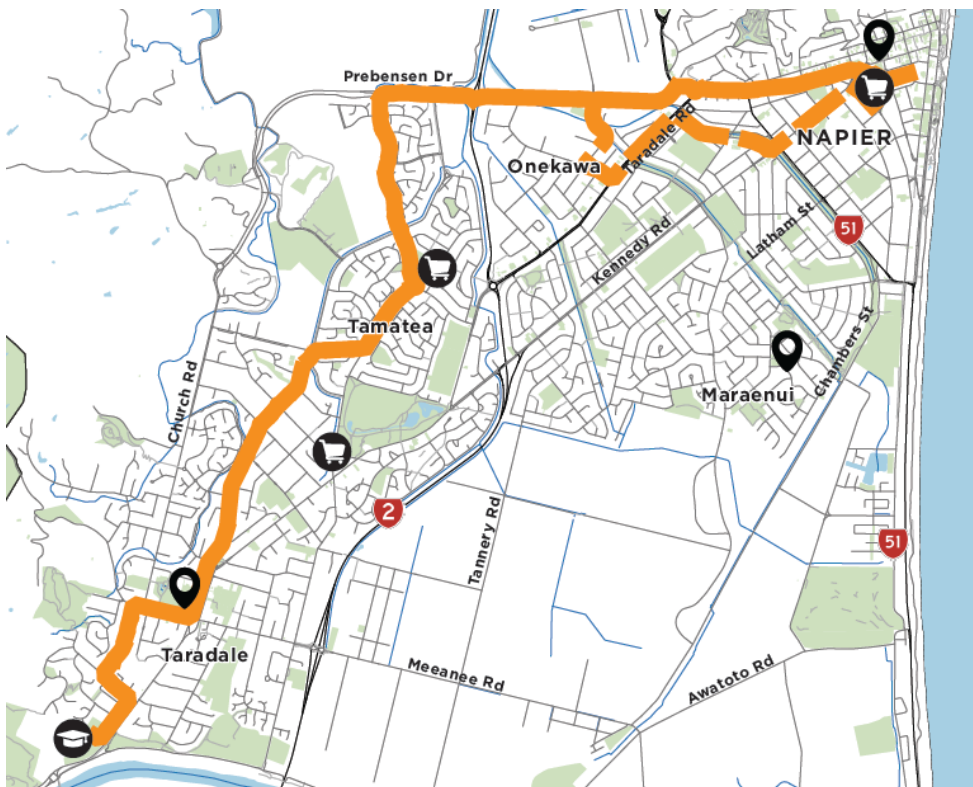 Prebensen Dr
NAPIER
Taradale Rd
Onekawa
51
Latham St
Kennedy Rd
Tamatea
Chambers St
Maraenui
Church Rd
2
Tannery Rd
51
Taradale
Meeanee Rd
Awatoto Rd